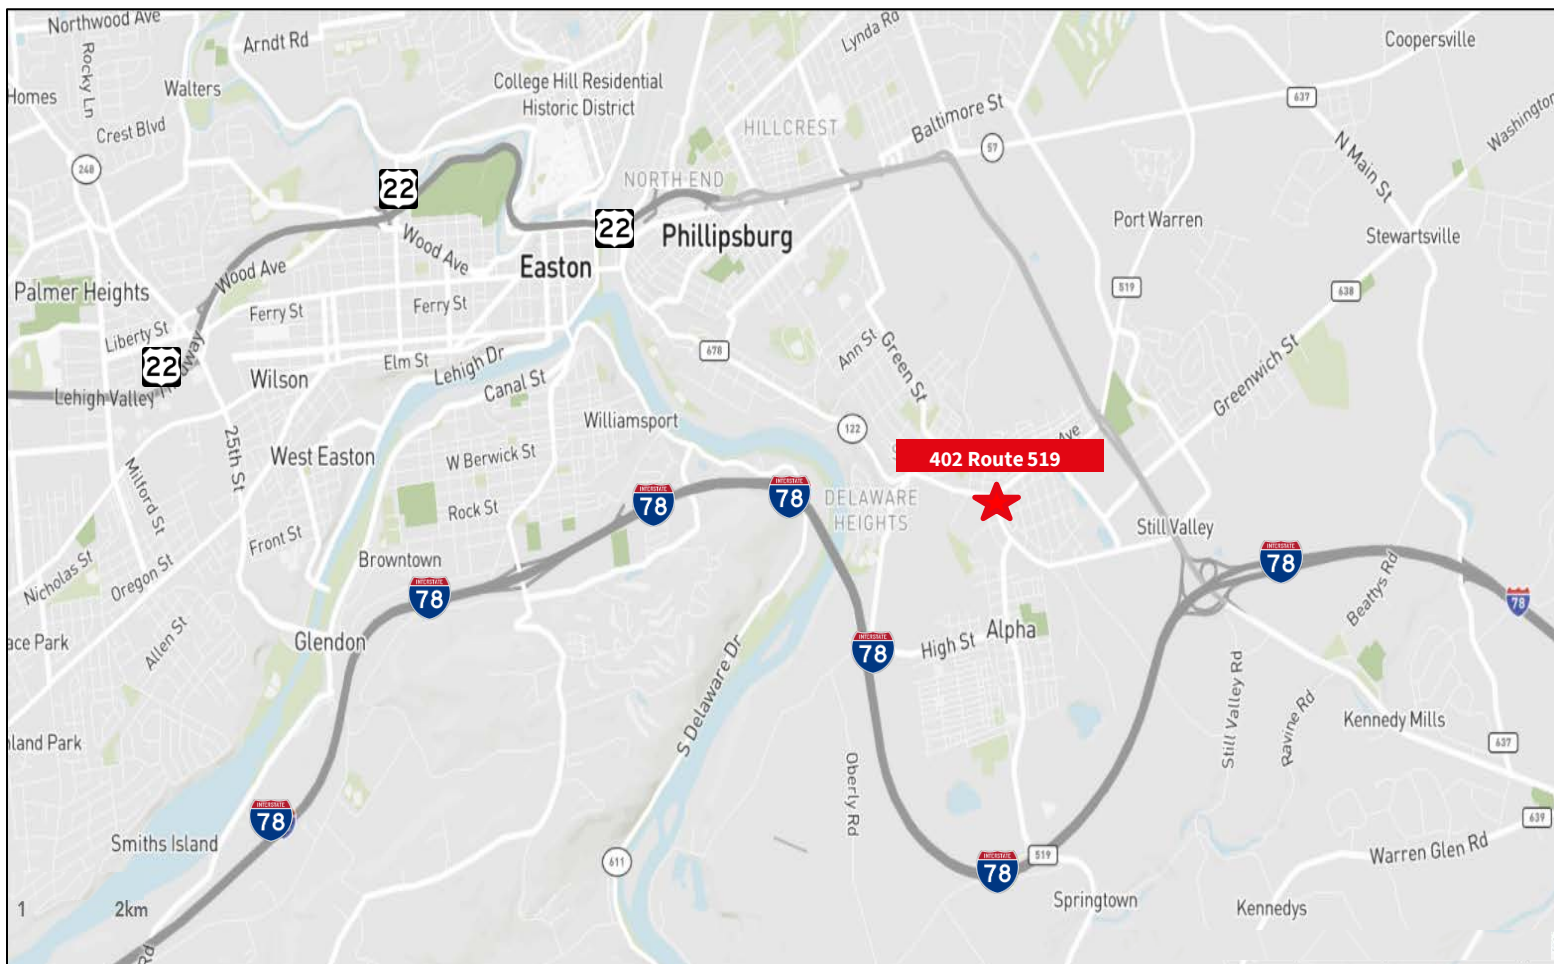 Northwood Ave
Arndt Rd
Rocky Ln
Homes
Walters
Crest Blvd
College Hill Residential
Historic District
Lynda Rd
Coopersville
637
Washington
HILLCREST
Baltimore St
57
N Main St
248
22
NORTH END
22
Phillipsburg
Port Warren
Stewartsville
Wood Ave
Wood Ave
Easton
Palmer Heights
Ferry St
Ferry St
519
638
Liberty St
22
Elm St
Lehigh Dr
678
Ann St
Green St
Greenwich St
Wilson
Canal St
Lehigh Valley
Williamsport
122
Ave
25th St
West Easton
W Berwick St
402 Route 519
Milford St
Rock St
78
78
DELAWARE
HEIGHTS
Still Valley
Front St
Browntown
INTERSTATE
78
INTERSTATE
78
78
Nicholas St
Oregon St
Beattys Rd
Allen St
ace Park
Glendon
INTERSTATE
78
High St
Alpha
S Delaware Dr
Still Valley Rd
Ravine Rd
Kennedy Mills
637
nland Park
Oberly Rd
INTERSTATE
78
Smiths Island
611
INTERSTATE
78
519
639
Warren Glen Rd
1
2km
Springtown
Kennedys
Rd